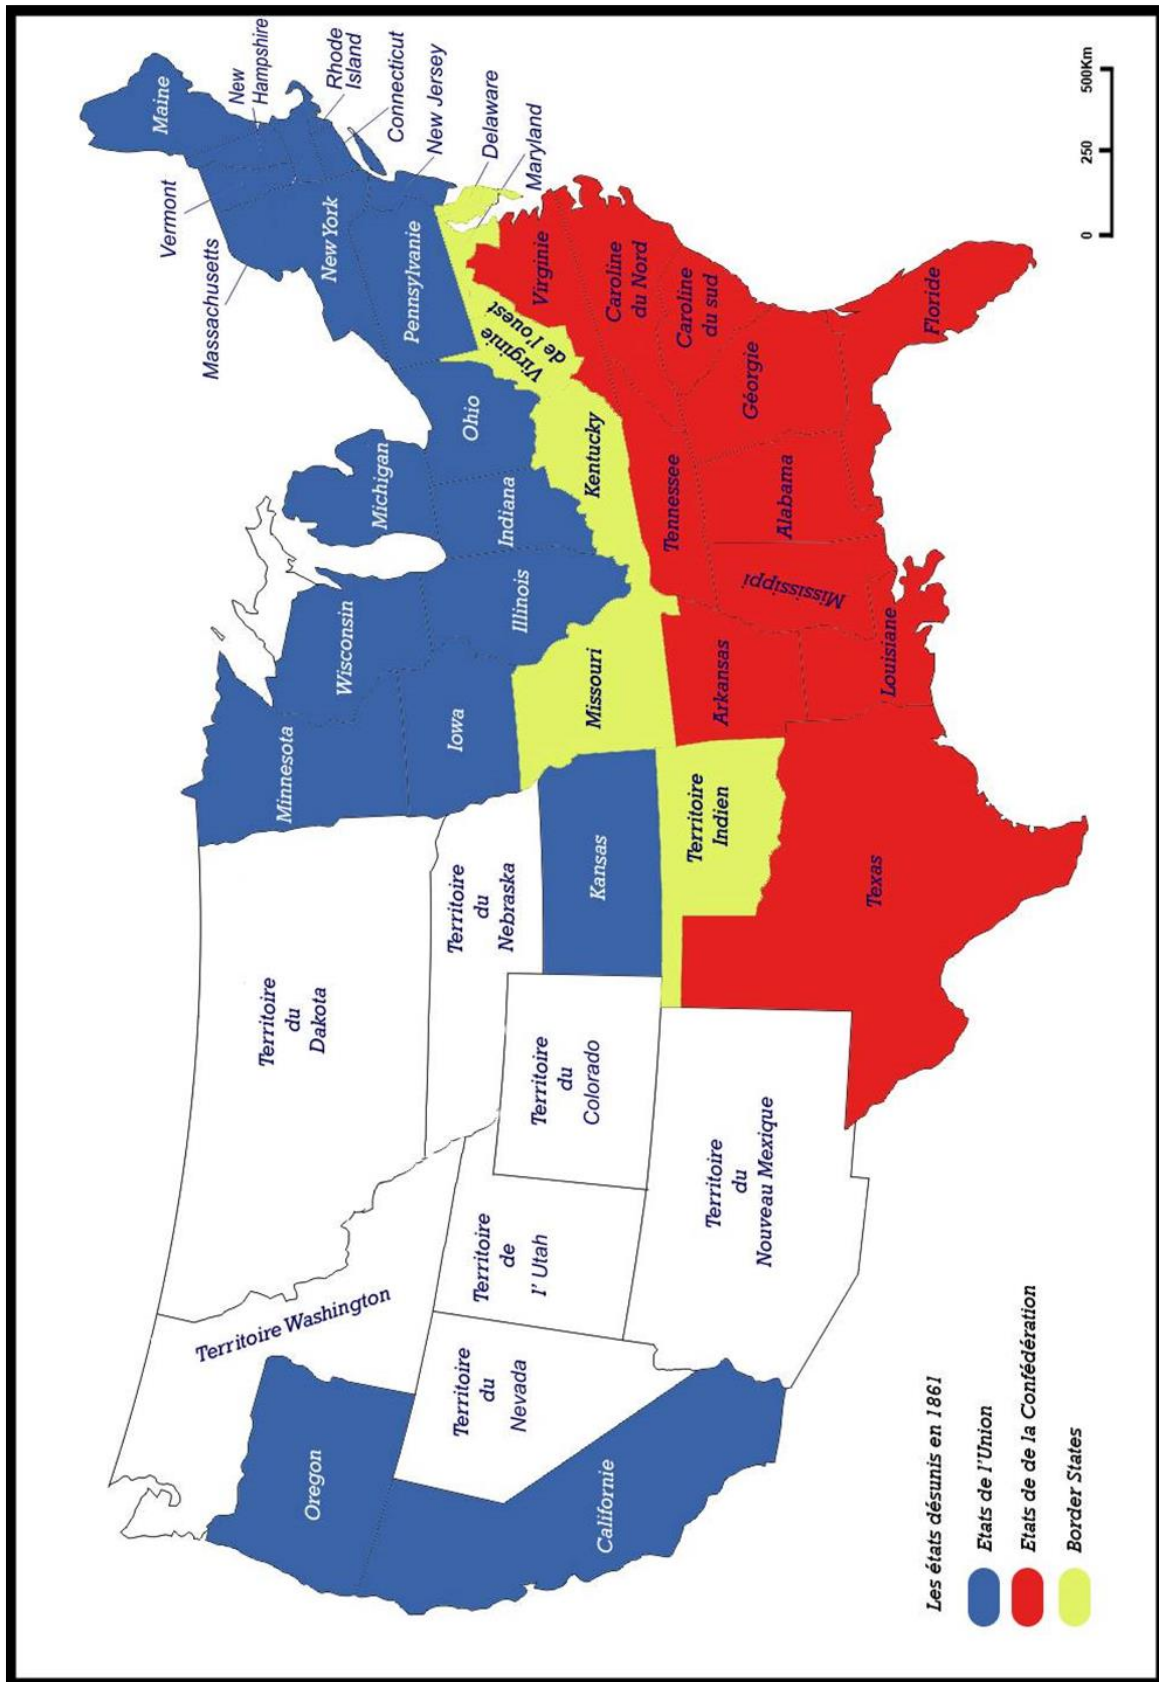 Maine
New
Hampshire
Vermont
Massachusetts
Rhode
Island
Connecticut
New York
New Jersey
Pennsylvanie
Delaware
Maryland
Michigan
Wisconsin
Minnesota
Ohio
Indiana
Illinois
Iowa
Virginie
de l'ouest
Virginie
Kentucky
Missouri
Kansas
Caroline
du Nord
Caroline
du sud
Tennessee
Géorgie
Alabama
Mississippi
Arkansas
Louisiane
Floride
Texas
Territoire
Indien
Territoire
du
Dakota
Territoire
du
Nebraska
Territoire
du
Colorado
Territoire
du
Nouveau Mexique
Territoire
de
l' Utah
Territoire
du
Nevada
Territoire Washington
Oregon
Californie
0 250 500Km
Les états désunis en 1861
Etats de l'Union
Etats de de la Confédération
Border States